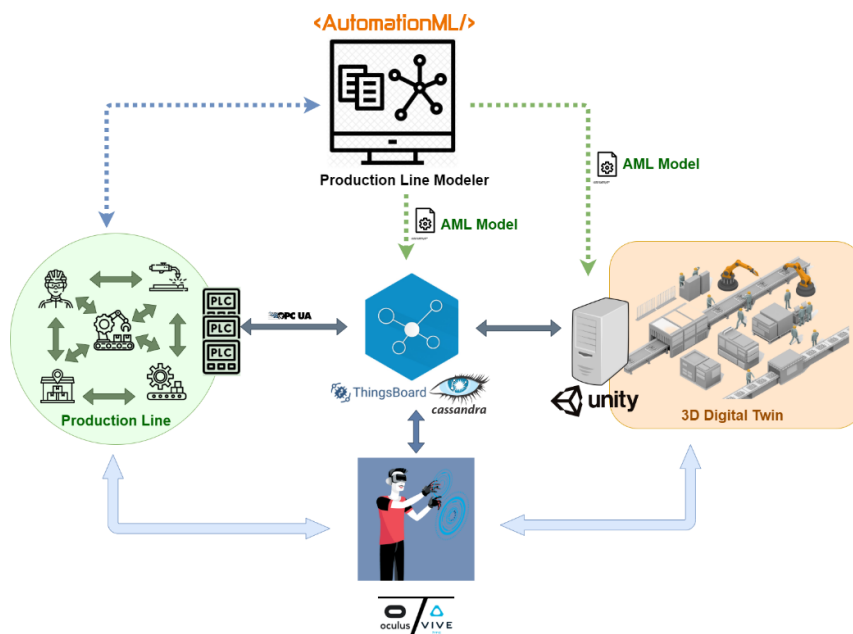 <AutomationML/>
Production Line Modeler
AML Model
AML Model
PLC
PLC
PLC
OPC UA
Production Line
ThingsBoard
cassandra
unity
3D Digital Twin
oculus
VIVE